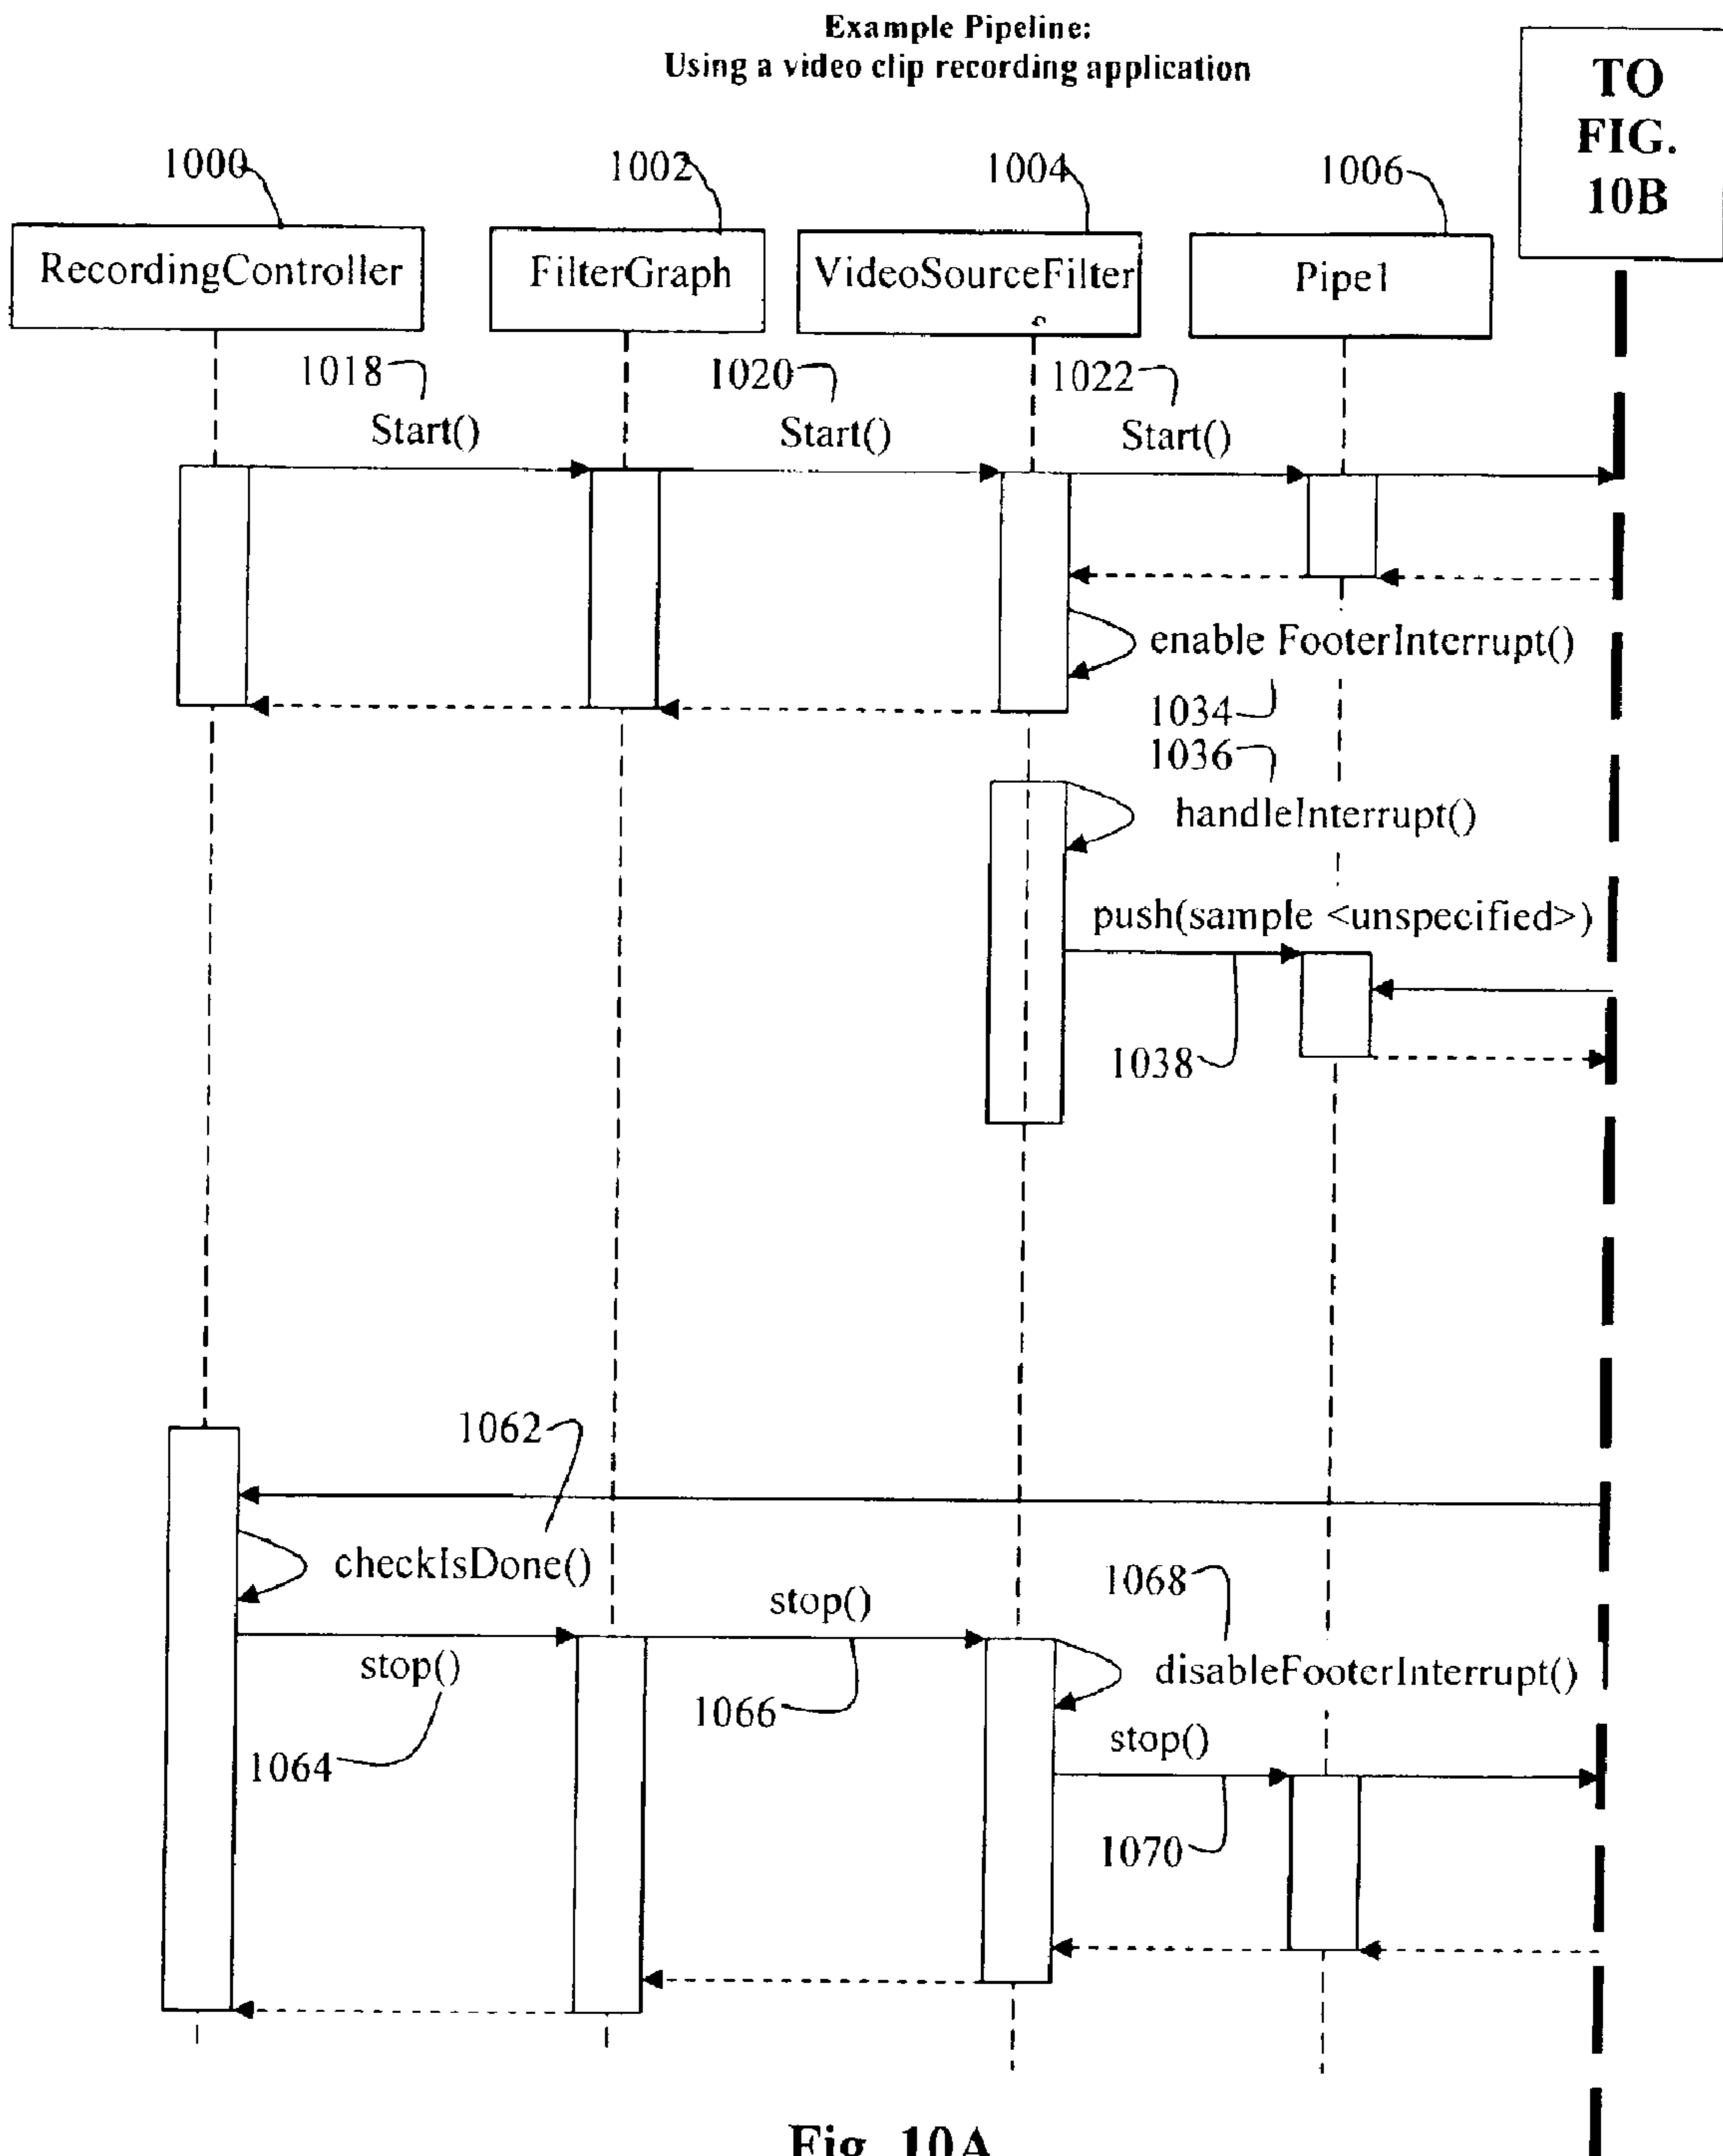 Example Pipeline:
Using a video clip recording application
TO
FIG.
10B
1000
1002
1004
1006
RecordingController
FilterGraph
VideoSourceFilter
Pipe1
1018
1020
1022
Start()
Start()
Start()
enable FooterInterrupt()
1034
1036
handleInterrupt()
push(sample <unspecified>)
1038
1062
checkIsDone()
1068
stop()
stop()
disableFooterInterrupt()
1066
stop()
1064
1070
Fig. 10A